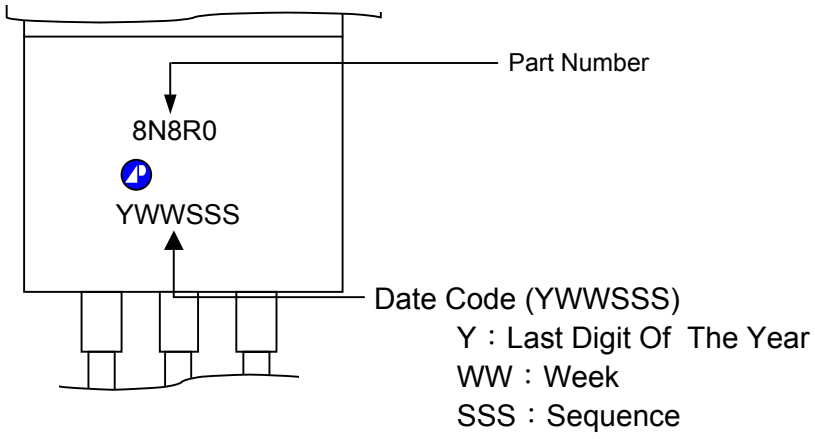 Part Number
8N8R0
YWWSSS
Date Code (YWWSSS)
Y：Last Digit Of The Year
WW：Week
SSS：Sequence